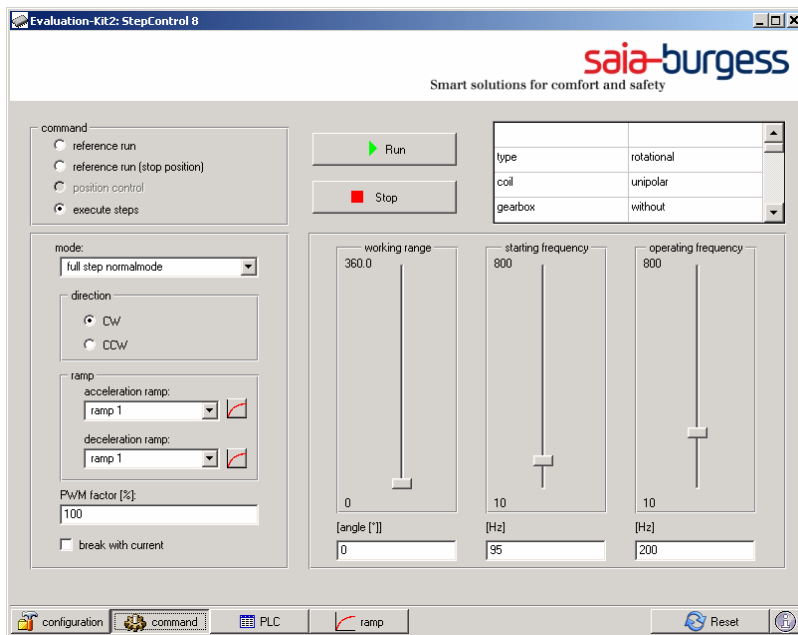 Evaluation-Kit2: StepControl 8
saia-burgess
Smart solutions for comfort and safety
command
reference run
reference run (stop position)
position control
execute steps
Run
Stop
type rotational
coil unipolar
gearbox without
mode:
full step normalmode
direction
CW
CCW
ramp
acceleration ramp:
ramp 1
deceleration ramp:
ramp 1
PWM factor [%]:
100
break with current
working range
360.0
0
[angle [°]]
0
starting frequency
800
10
[Hz]
95
operating frequency
800
10
[Hz]
200
configuration
command
PLC
ramp
Reset